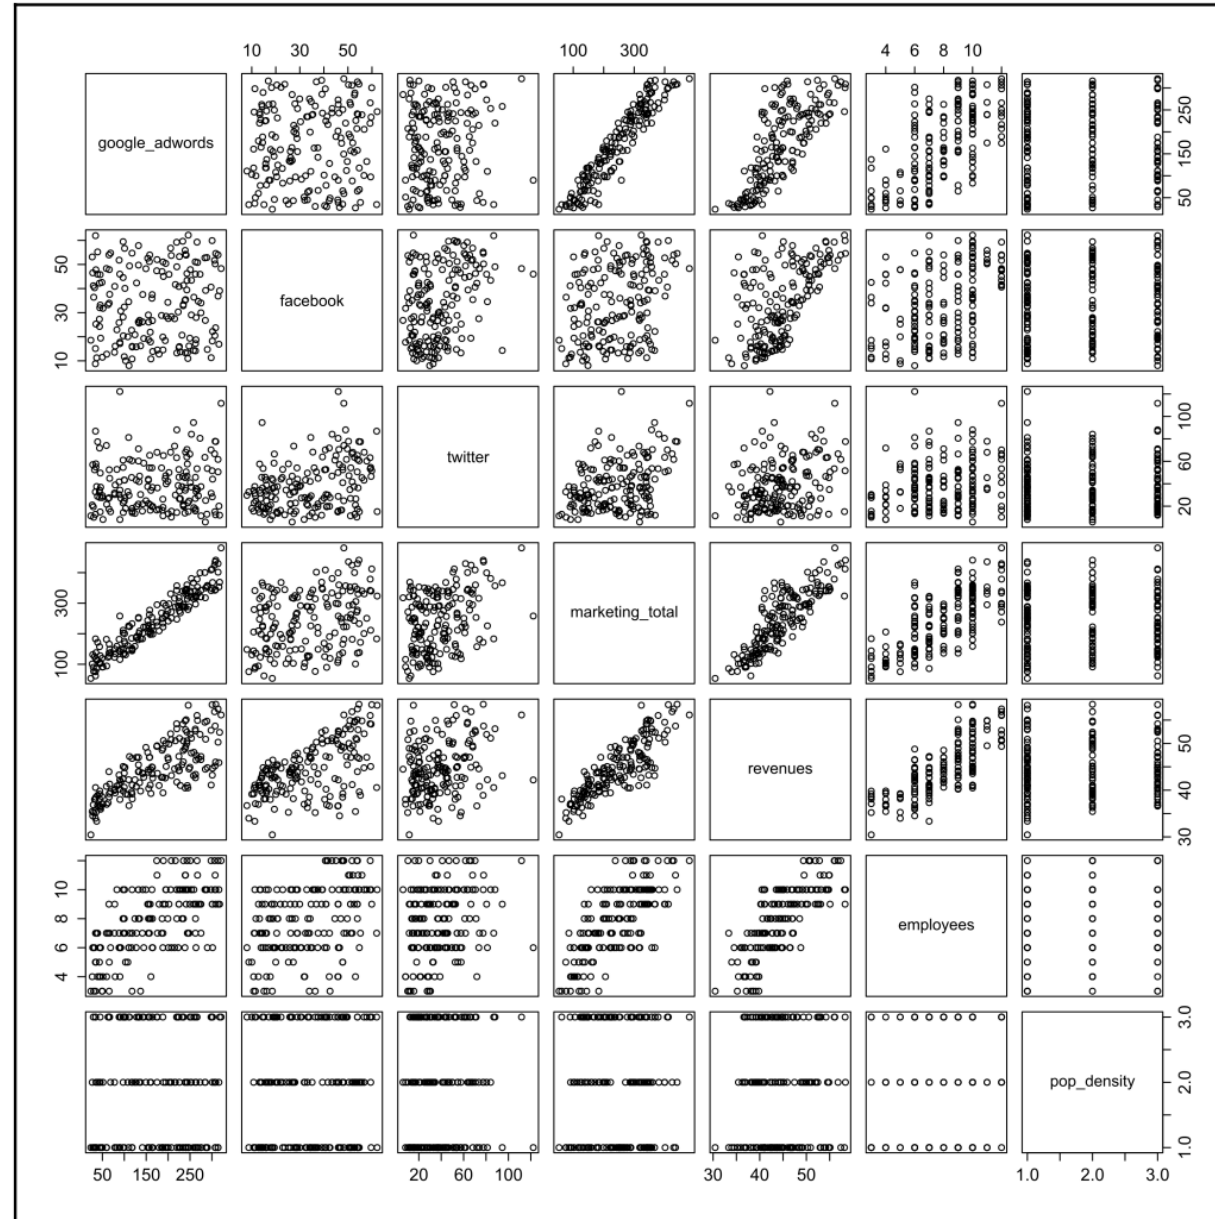 10 30 50 100 300 4 6 8 10
google_adwords 50 150 250
10 30 50 facebook
twitter 20 60 100
100 300 marketing_total
revenues 30 40 50
4 6 8 10 employees
pop_density 1.0 2.0 3.0
50 150 250 20 60 100 30 40 50 1.0 2.0 3.0